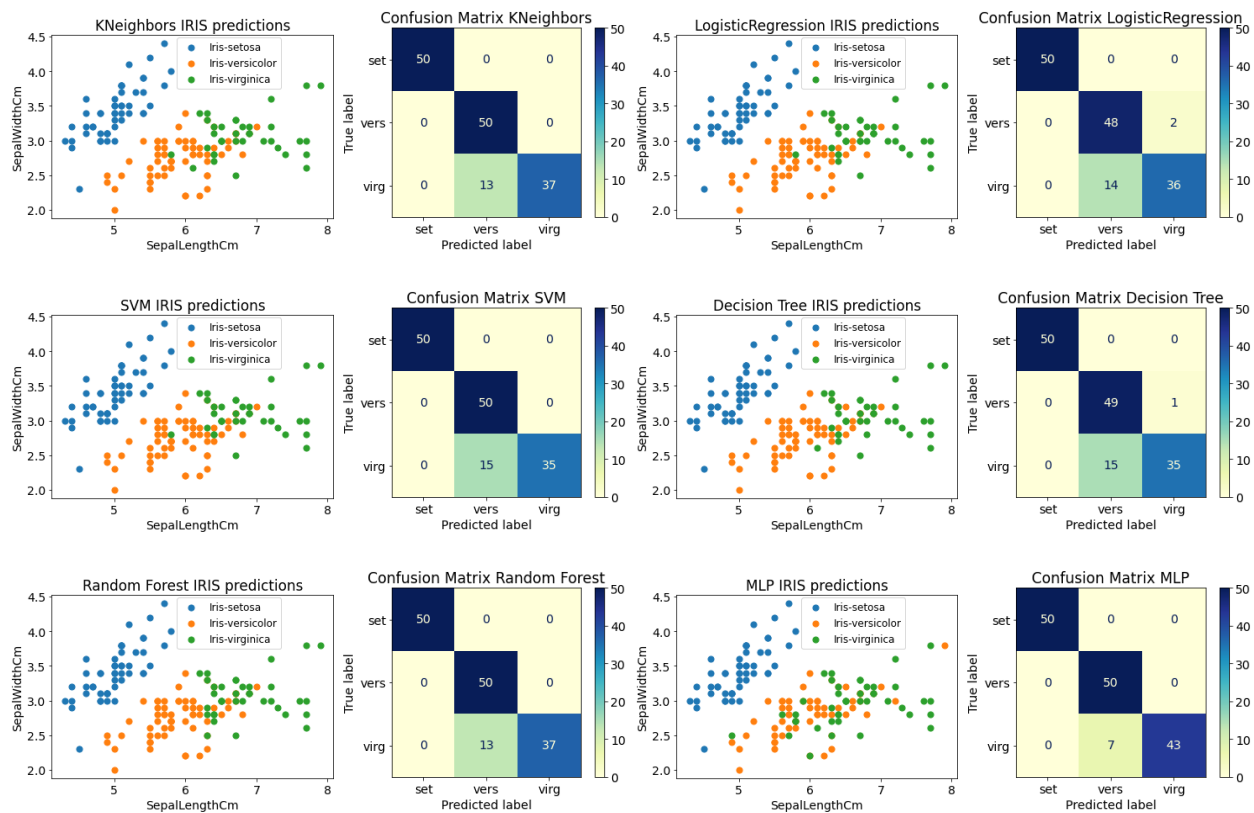 KNeighbors IRIS predictions
4.5
4.0
3.5
3.0
2.5
2.0
SepalWidthCm
Iris-setosa
Iris-versicolor
Iris-virginica
5 6 7 8
SepalLengthCm
Confusion Matrix KNeighbors
True label
set 50 0 0
vers 0 50 0
virg 0 13 37
set vers virg
Predicted label
50
40
30
20
10
0
LogisticRegression IRIS predictions
4.5
4.0
3.5
3.0
2.5
2.0
SepalWidthCm
Iris-setosa
Iris-versicolor
Iris-virginica
5 6 7 8
SepalLengthCm
Confusion Matrix LogisticRegression
True label
set 50 0 0
vers 0 48 2
virg 0 14 36
set vers virg
Predicted label
50
40
30
20
10
0
SVM IRIS predictions
4.5
4.0
3.5
3.0
2.5
2.0
SepalWidthCm
Iris-setosa
Iris-versicolor
Iris-virginica
5 6 7 8
SepalLengthCm
Confusion Matrix SVM
True label
set 50 0 0
vers 0 50 0
virg 0 15 35
set vers virg
Predicted label
50
40
30
20
10
0
Decision Tree IRIS predictions
4.5
4.0
3.5
3.0
2.5
2.0
SepalWidthCm
Iris-setosa
Iris-versicolor
Iris-virginica
5 6 7 8
SepalLengthCm
Confusion Matrix Decision Tree
True label
set 50 0 0
vers 0 49 1
virg 0 15 35
set vers virg
Predicted label
50
40
30
20
10
0
Random Forest IRIS predictions
4.5
4.0
3.5
3.0
2.5
2.0
SepalWidthCm
Iris-setosa
Iris-versicolor
Iris-virginica
5 6 7 8
SepalLengthCm
Confusion Matrix Random Forest
True label
set 50 0 0
vers 0 50 0
virg 0 13 37
set vers virg
Predicted label
50
40
30
20
10
0
MLP IRIS predictions
4.5
4.0
3.5
3.0
2.5
2.0
SepalWidthCm
Iris-setosa
Iris-versicolor
Iris-virginica
5 6 7 8
SepalLengthCm
Confusion Matrix MLP
True label
set 50 0 0
vers 0 50 0
virg 0 7 43
set vers virg
Predicted label
50
40
30
20
10
0